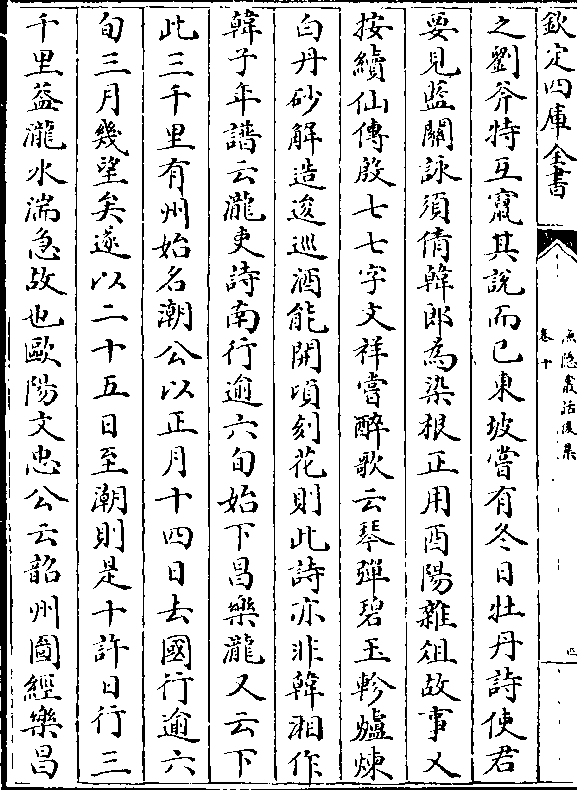 欽定四庫全書
漁隱叢話後集
卷十
之劉斧特互竄其説而已東坡嘗有冬日牡丹詩使君
要見藍關詠須倩韓郎為染根正用酉陽雜俎故事又
按續仙傳殷七七字文祥嘗醉歌云琴彈碧玉軫爐煉
白丹砂解造逡巡酒能開頃刻花則此詩亦非韓湘作
韓子年譜云瀧吏詩南行逾六旬始下昌樂瀧又云下
此三千里有州始名潮公以正月十四日去國行逾六
旬三月幾望矣遂以二十五日至潮則是十許日行三
千里葢瀧水湍急故也歐陽文忠公云韶州圖經樂昌